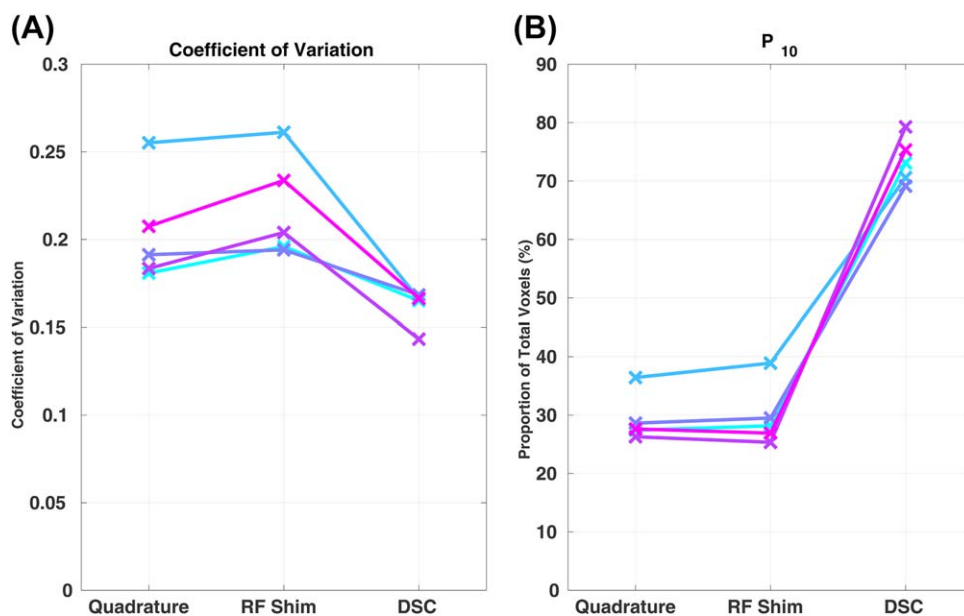 (A)
Coefficient of Variation
0.3
0.25
0.2
0.15
0.1
0.05
0
Coefficient of Variation
Quadrature RF Shim DSC
(B)
P 10
90
80
70
60
50
40
30
20
10
0
Proportion of Total Voxels (%)
Quadrature RF Shim DSC